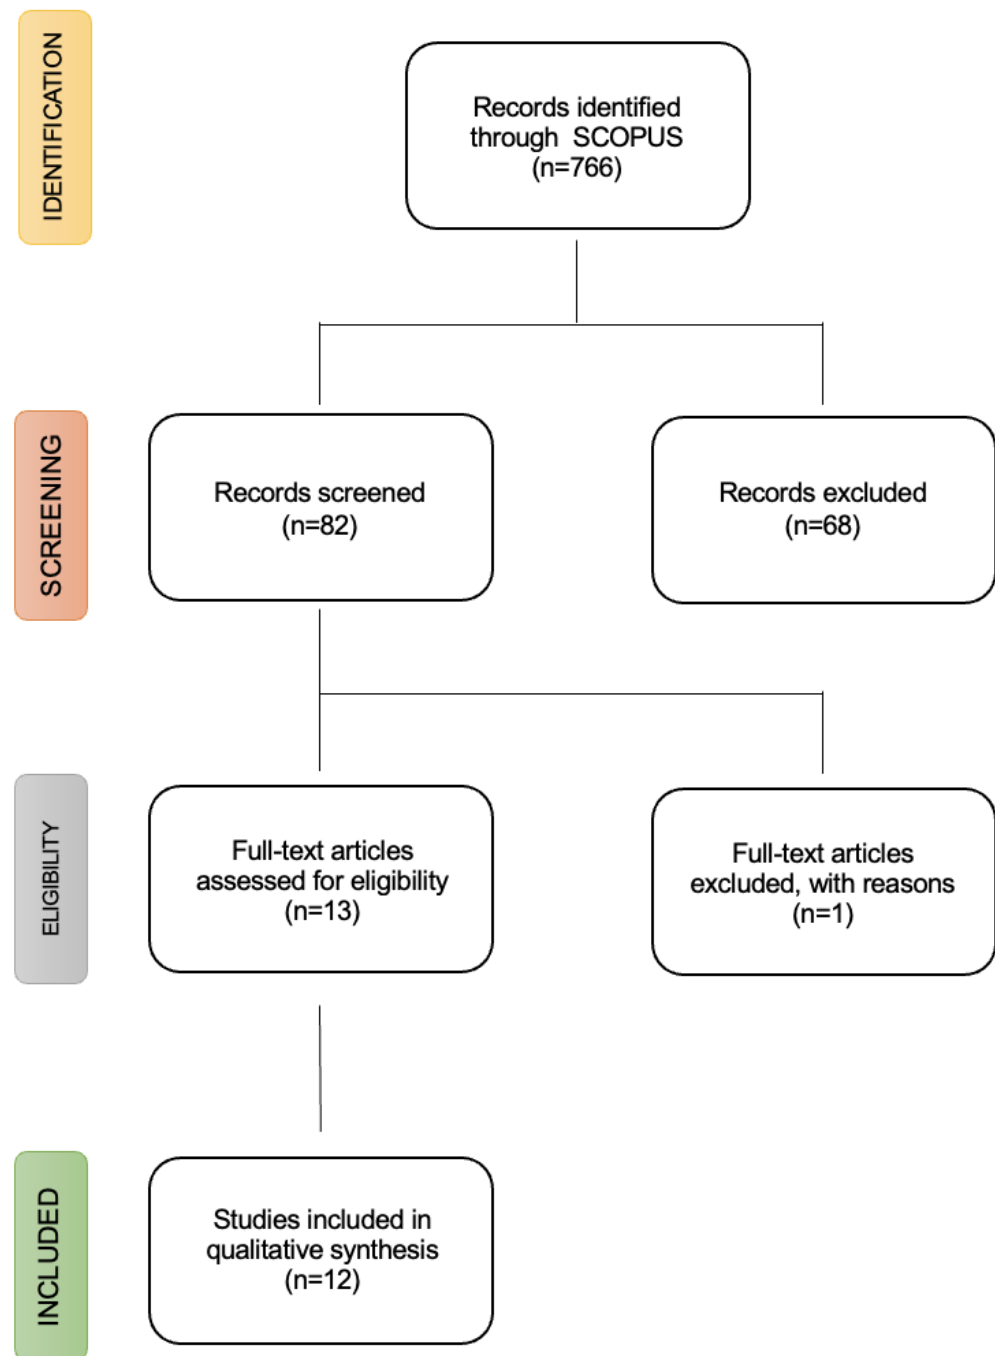 IDENTIFICATION
Records identified
through SCOPUS
(n=766)
SCREENING
Records screened
(n=82)
Records excluded
(n=68)
ELIGIBILITY
Full-text articles
assessed for eligibility
(n=13)
Full-text articles
excluded, with reasons
(n=1)
INCLUDED
Studies included in
qualitative synthesis
(n=12)